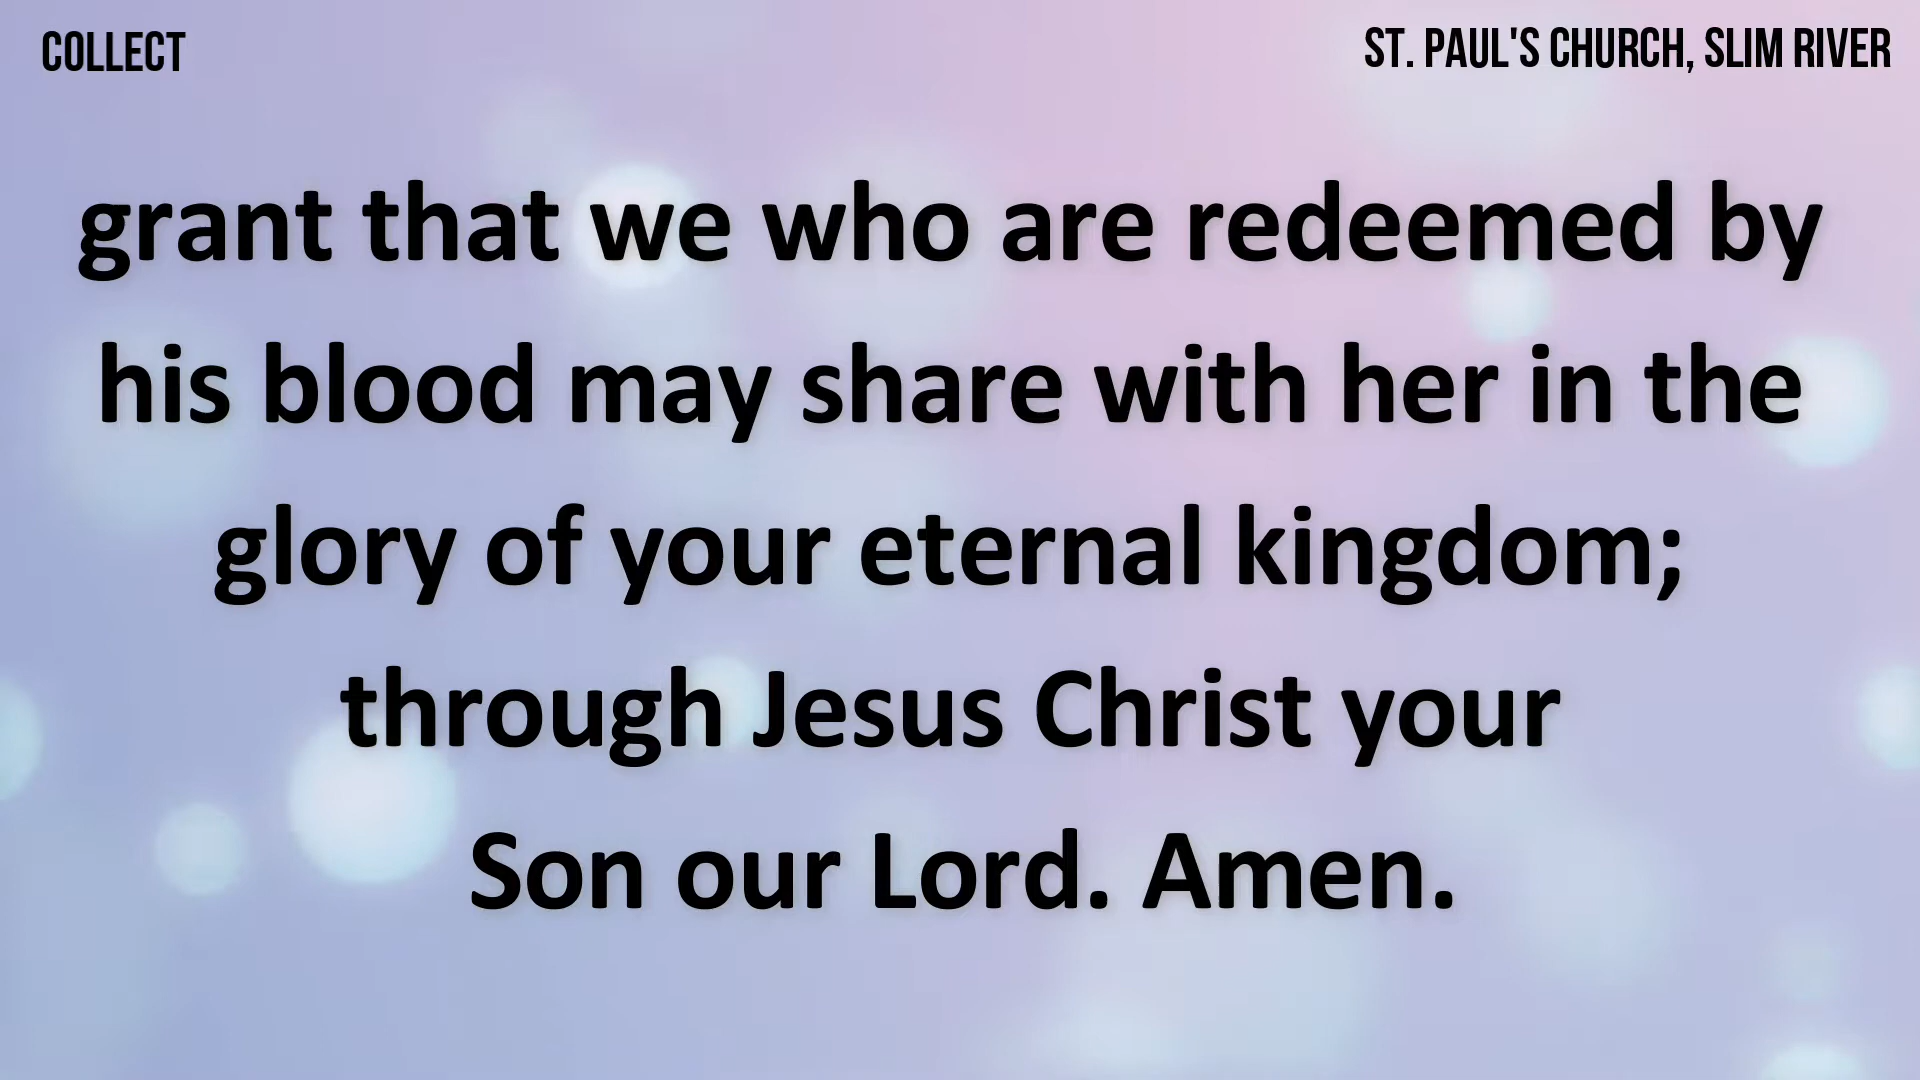 COLLECT
ST. PAUL'S CHURCH, SLIM RIVER
grant that we who are redeemed by
his blood may share with her in the
glory of your eternal kingdom;
through Jesus Christ your
Son our Lord. Amen.